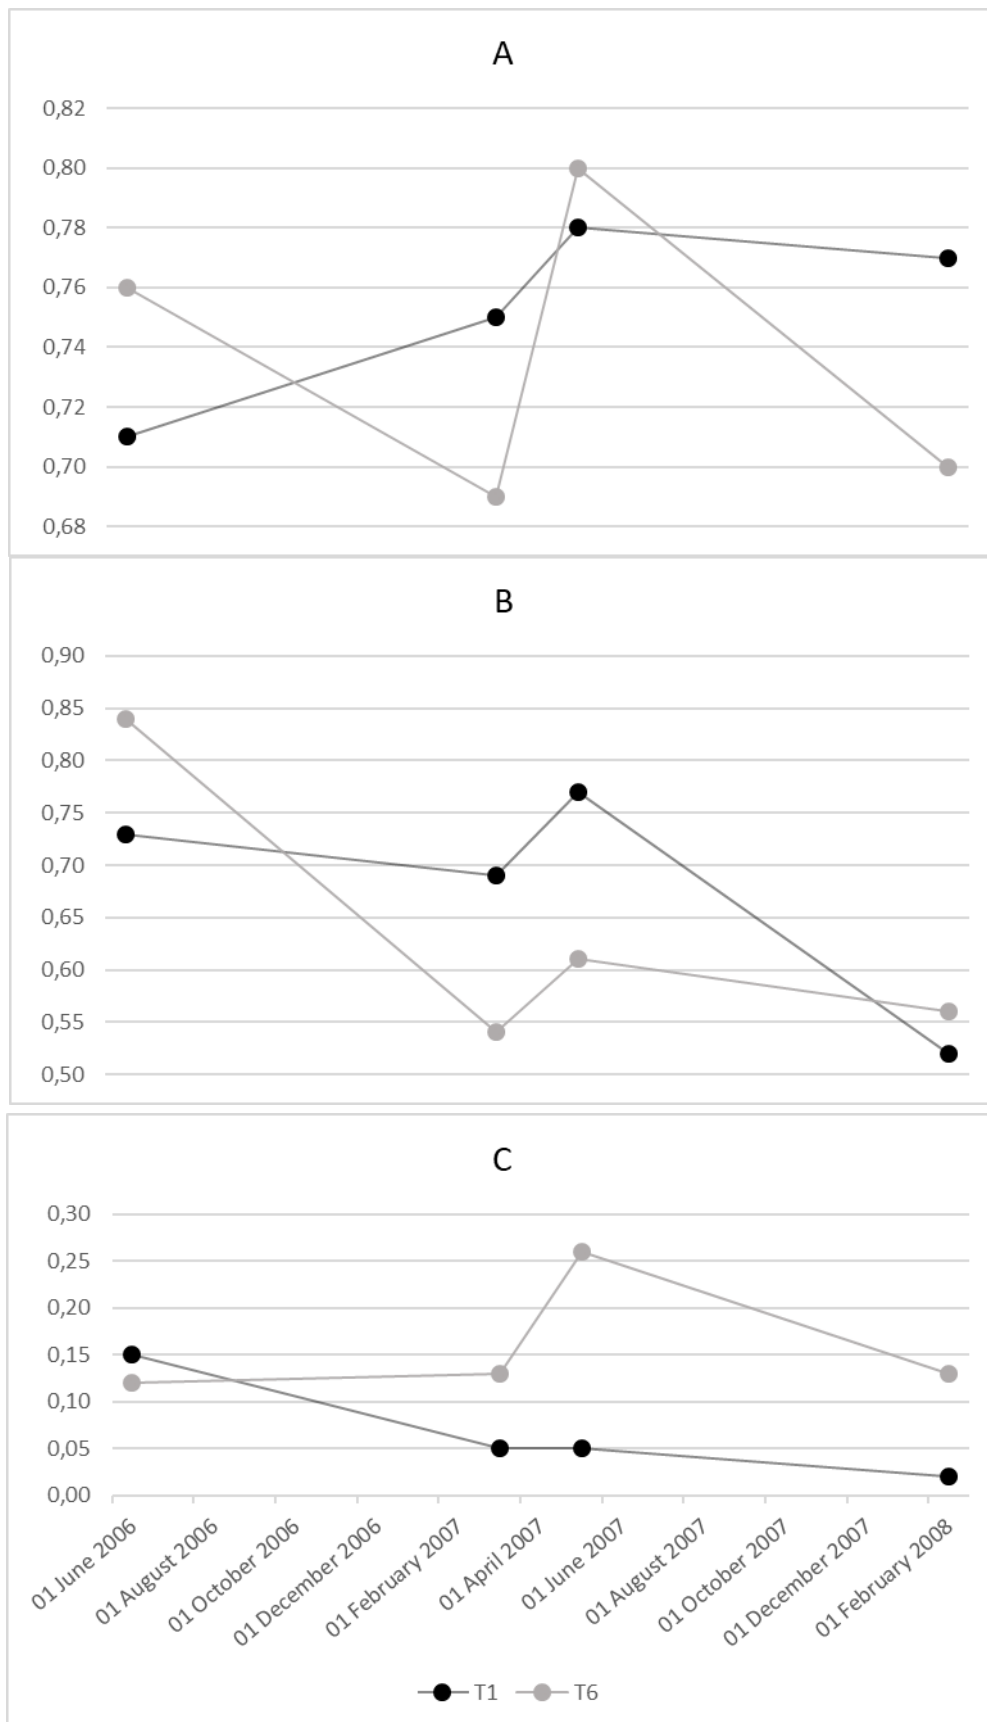 A
0,82
0,80
0,78
0,76
0,74
0,72
0,70
0,68
B
0,90
0,85
0,80
0,75
0,70
0,65
0,60
0,55
0,50
C
0,30
0,25
0,20
0,15
0,10
0,05
0,00
01 June 2006
01 August 2006
01 October 2006
01 December 2006
01 February 2007
01 April 2007
01 June 2007
01 August 2007
01 October 2007
01 December 2007
01 February 2008
T1 T6